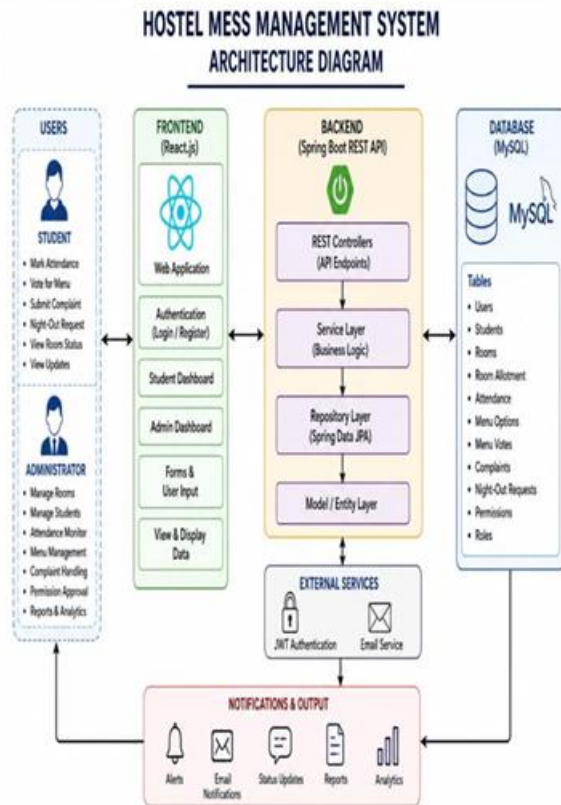 HOSTEL MESS MANAGEMENT SYSTEM
ARCHITECTURE DIAGRAM
USERS
STUDENT
• Mark Attendance
• Vote for Menu
• Submit Complaint
• Night-Out Request
• View Room Status
• View Updates
ADMINISTRATOR
• Manage Rooms
• Manage Students
• Attendance Monitor
• Menu Management
• Complaint Handling
• Permission Approval
• Reports & Analytics
FRONTEND
(React.js)
Web Application
Authentication
(Login / Register)
Student Dashboard
Admin Dashboard
Forms &
User Input
View & Display
Data
BACKEND
(Spring Boot REST API)
REST Controllers
(API Endpoints)
Service Layer
(Business Logic)
Repository Layer
(Spring Data JPA)
Model / Entity Layer
EXTERNAL SERVICES
JWT Authentication
Email Service
DATABASE
(MySQL)
MySQL
Tables
• Users
• Students
• Rooms
• Room Allotment
• Attendance
• Menu Options
• Menu Votes
• Complaints
• Night-Out Requests
• Permissions
• Roles
NOTIFICATIONS & OUTPUT
Alerts
Email
Notifications
Status Updates
Reports
Analytics